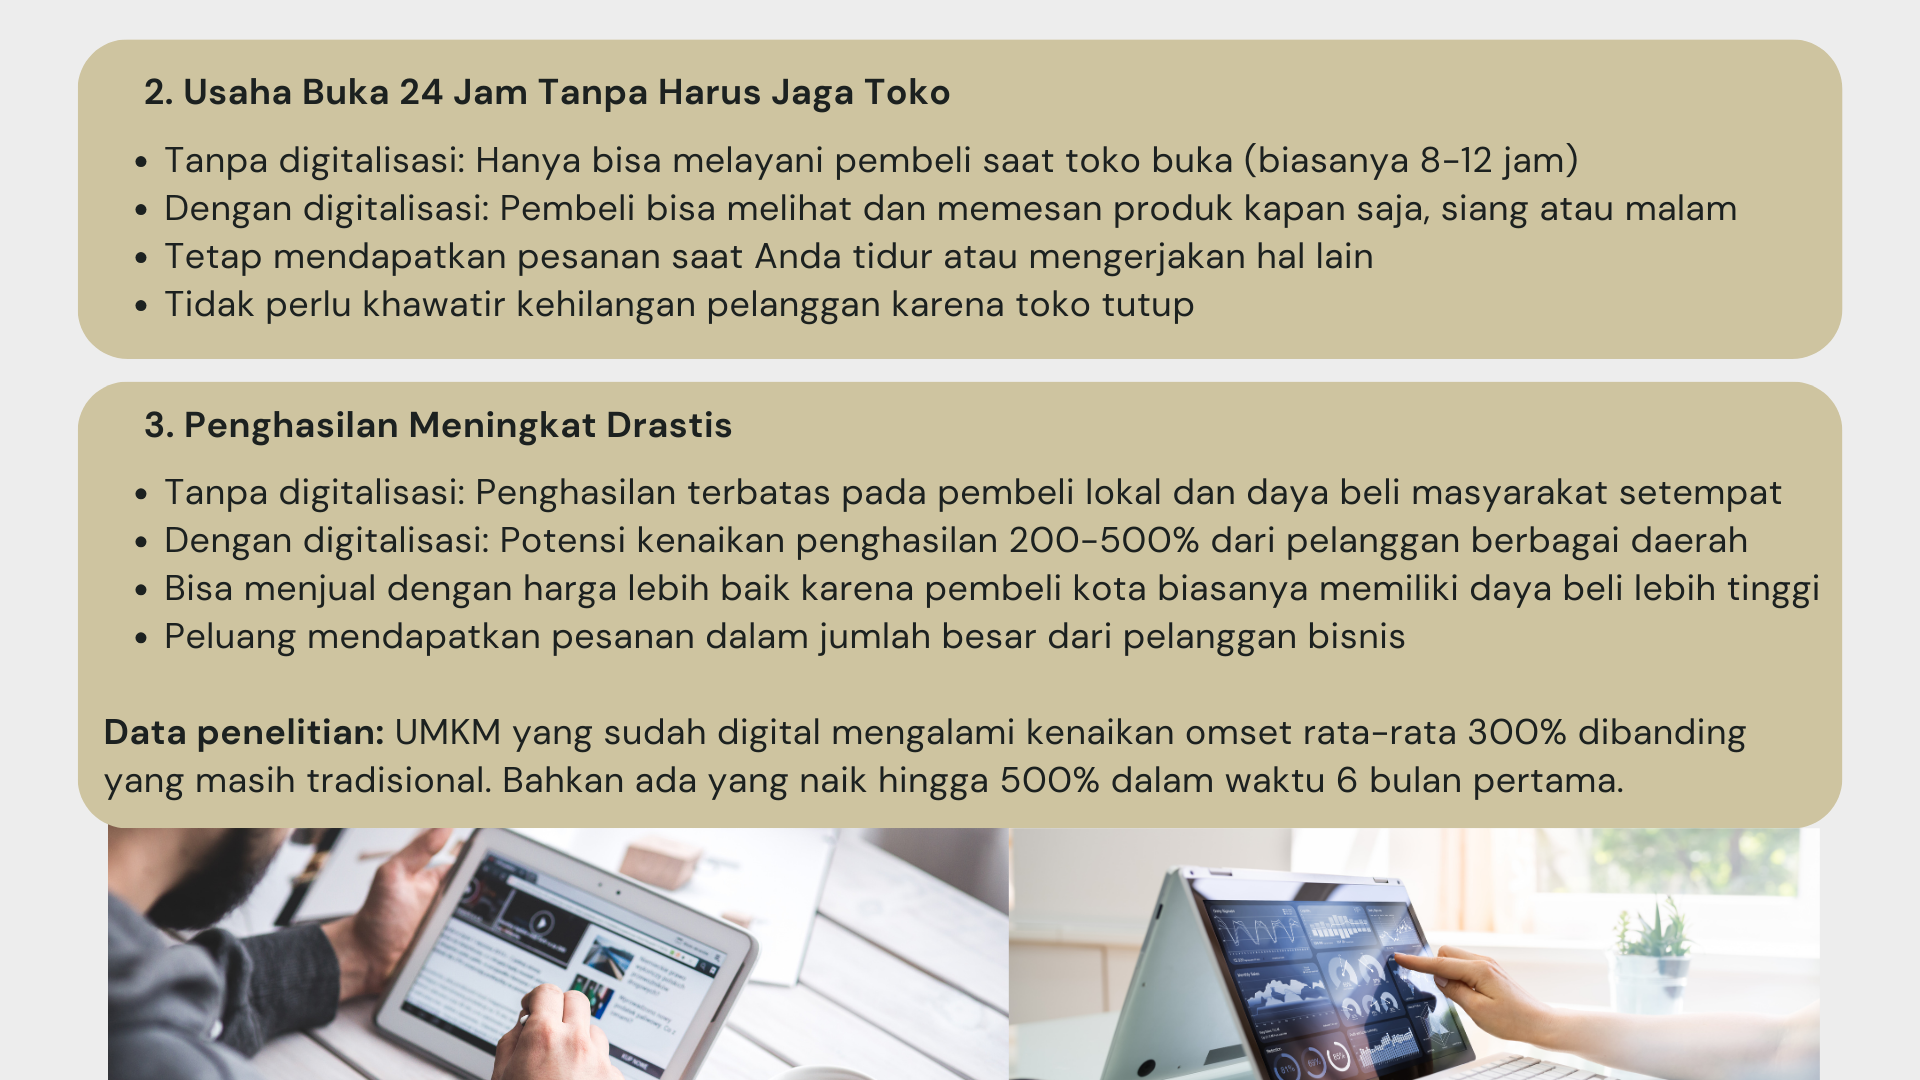 2. Usaha Buka 24 Jam Tanpa Harus Jaga Toko
• Tanpa digitalisasi: Hanya bisa melayani pembeli saat toko buka (biasanya 8-12 jam)
• Dengan digitalisasi: Pembeli bisa melihat dan memesan produk kapan saja, siang atau malam
• Tetap mendapatkan pesanan saat Anda tidur atau mengerjakan hal lain
• Tidak perlu khawatir kehilangan pelanggan karena toko tutup
3. Penghasilan Meningkat Drastis
• Tanpa digitalisasi: Penghasilan terbatas pada pembeli lokal dan daya beli masyarakat setempat
• Dengan digitalisasi: Potensi kenaikan penghasilan 200-500% dari pelanggan berbagai daerah
• Bisa menjual dengan harga lebih baik karena pembeli kota biasanya memiliki daya beli lebih tinggi
• Peluang mendapatkan pesanan dalam jumlah besar dari pelanggan bisnis
Data penelitian: UMKM yang sudah digital mengalami kenaikan omset rata-rata 300% dibanding
yang masih tradisional. Bahkan ada yang naik hingga 500% dalam waktu 6 bulan pertama.